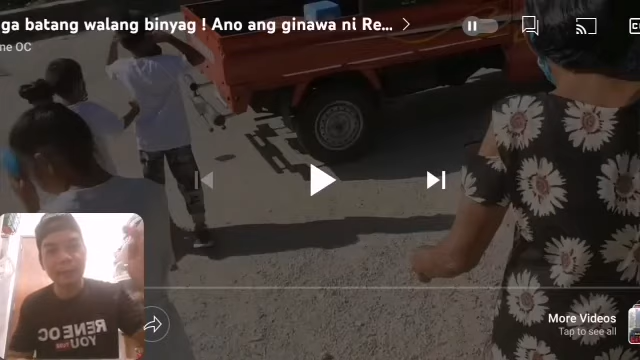 ga batang walang binyag ! Ano ang ginawa ni Re...
ne OC
RENE OC
YOU
More Videos
Tap to see all